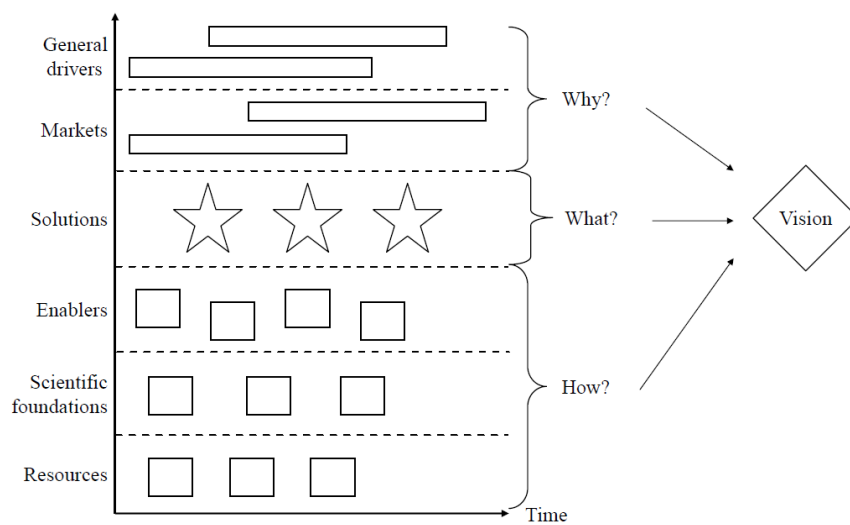 General
drivers
Why?
Markets
Solutions
What?
Vision
Enablers
Scientific
foundations
How?
Resources
Time